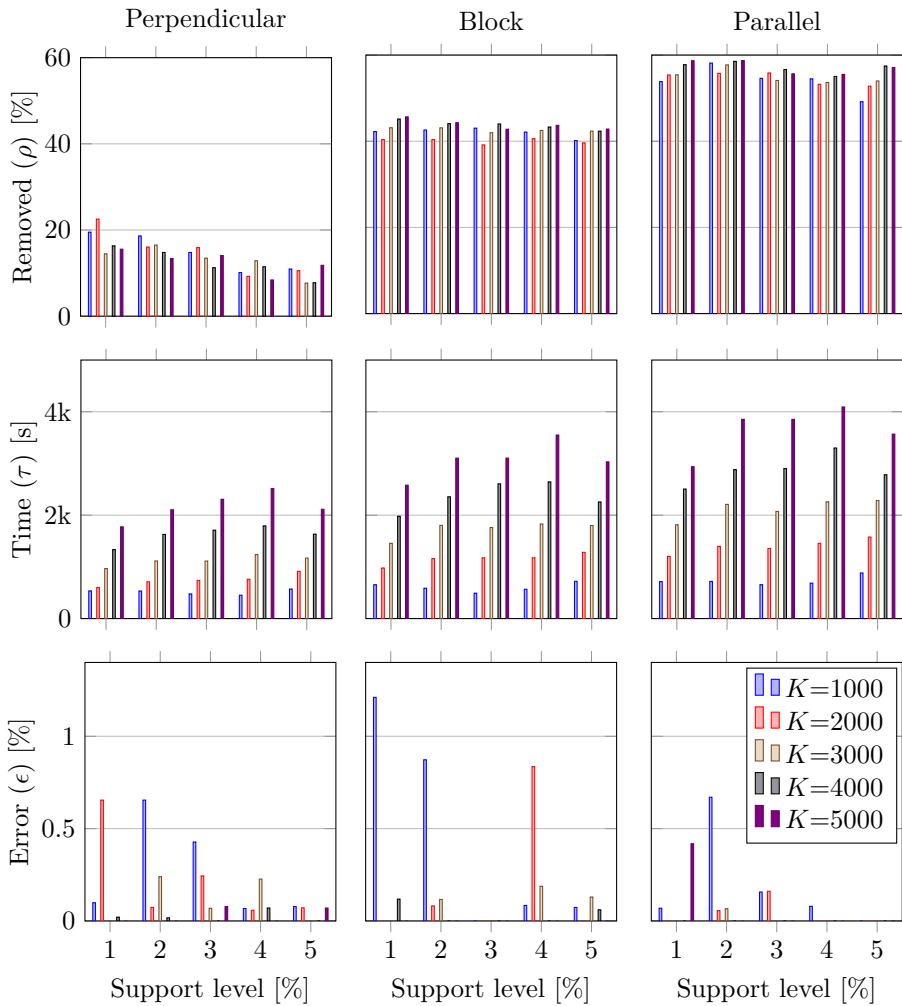 Perpendicular Block Parallel
Removed (ρ) [%]
60
40
20
0
Time (τ) [s]
4k
2k
0
Error (ϵ) [%]
1
0.5
0
K=1000
K=2000
K=3000
K=4000
K=5000
1 2 3 4 5 1 2 3 4 5 1 2 3 4 5
Support level [%] Support level [%] Support level [%]